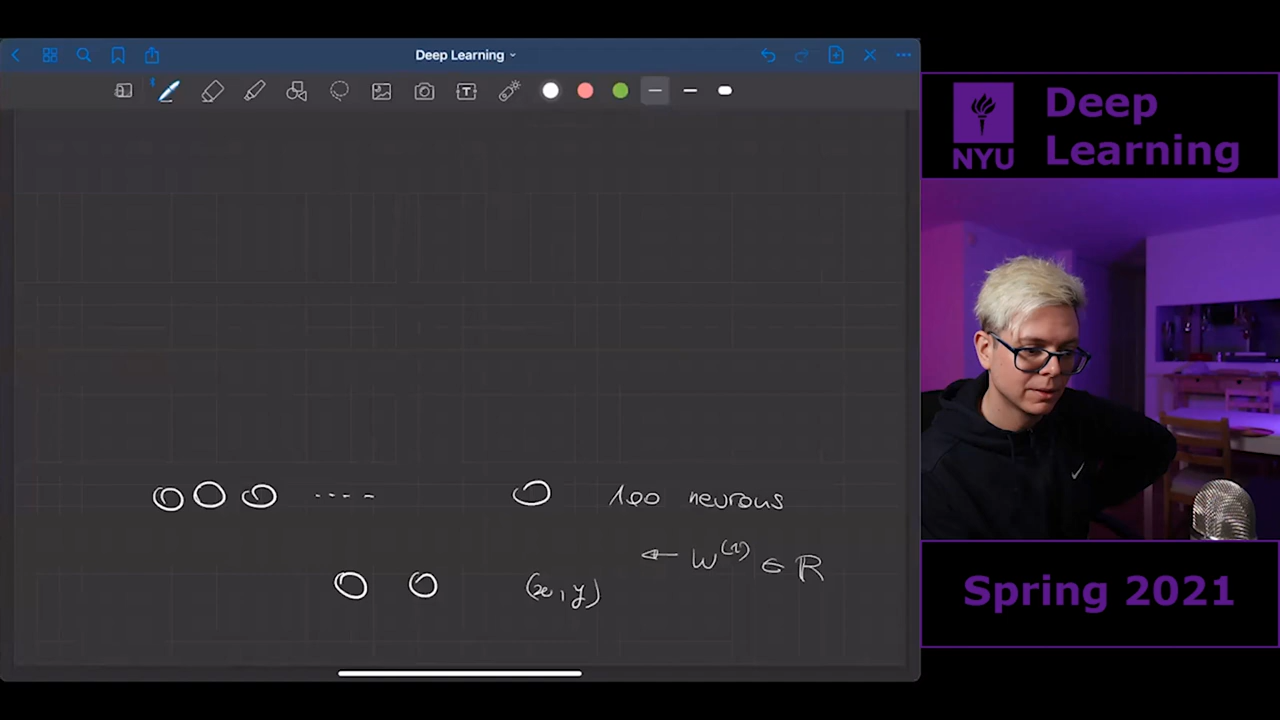 Deep Learning
T
NYU
Deep
Learning
.... 100 neurons
← W⁽¹⁾ ∈ ℝ
(x, y)
Spring 2021